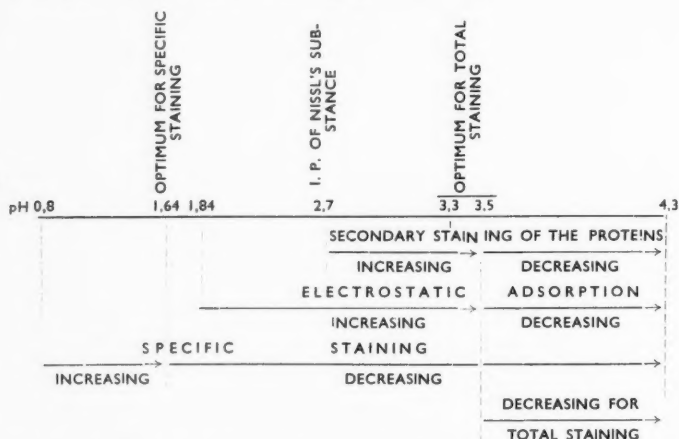 OPTIMUM FOR SPECIFIC
STAINING
I. P. OF NISSL'S SUB-
STANCE
OPTIMUM FOR TOTAL
STAINING
pH 0,8 1,64 1,84 2,7 3,3 3,5 4,3
SECONDARY STAINING OF THE PROTEINS
INCREASING DECREASING
ELECTROSTATIC ADSORPTION
INCREASING DECREASING
SPECIFIC STAINING
INCREASING DECREASING
DECREASING FOR
TOTAL STAINING